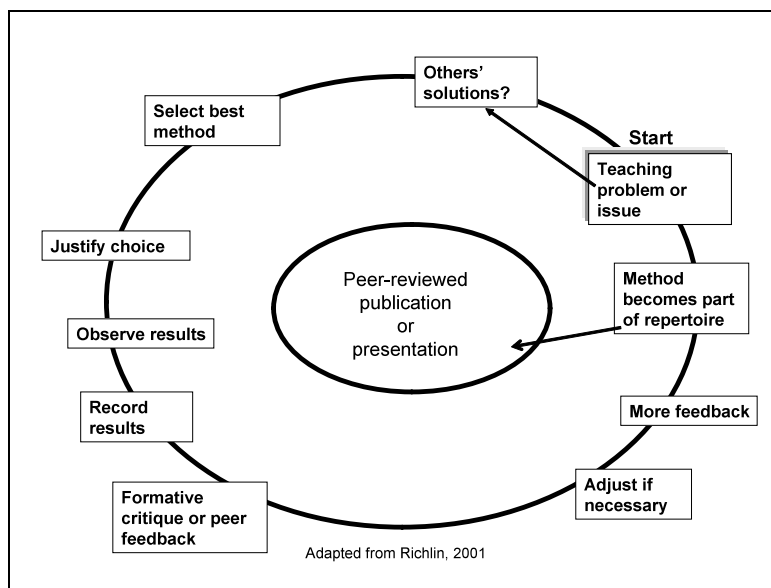 Start
Teaching
problem or
issue
Others’
solutions?
Select best
method
Justify choice
Observe results
Record
results
Formative
critique or peer
feedback
Adjust if
necessary
More feedback
Method
becomes part
of repertoire
Peer-reviewed
publication
or
presentation
Adapted from Richlin, 2001